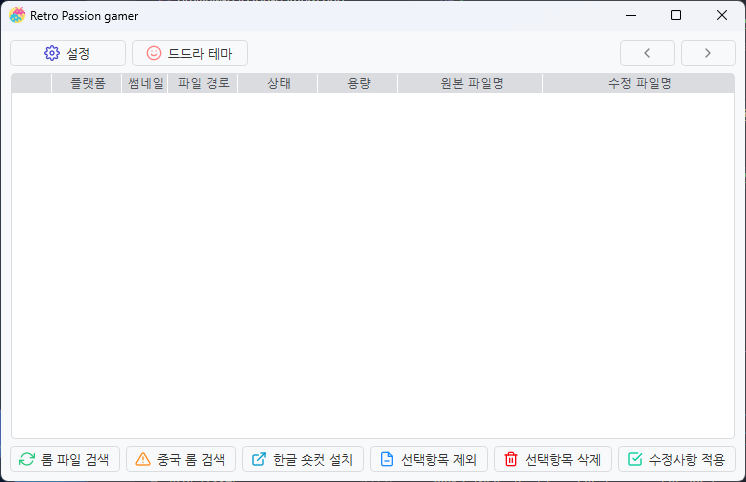 Retro Passion gamer
설정 드드라 테마
플랫폼 썸네일 파일 경로 상태 용량 원본 파일명 수정 파일명
롬 파일 검색 중국 롬 검색 한글 숏컷 설치 선택항목 제외 선택항목 삭제 수정사항 적용